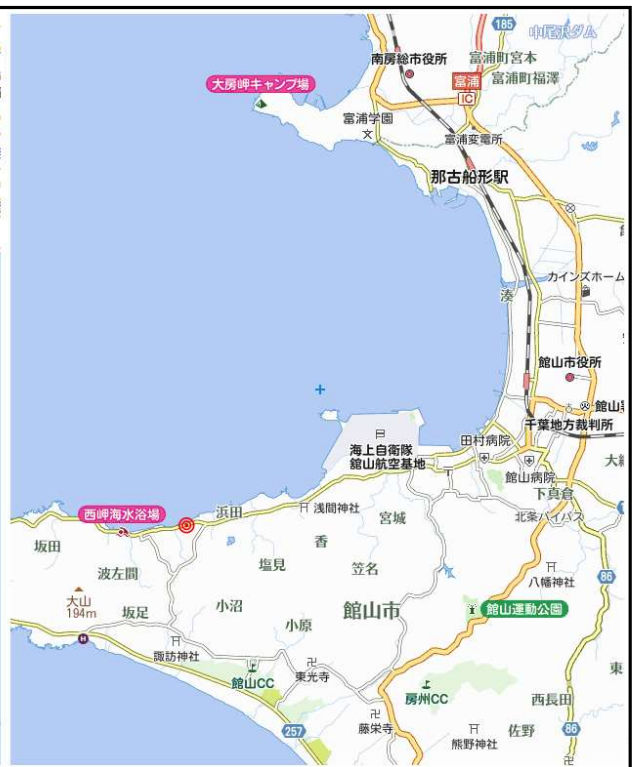 185
中尾沢ダム
南房総市役所
富浦町宮本
富浦町福澤
大房岬キャンプ場
富浦
IC
富浦学園
文
富浦変電所
那古船形駅
カインズホーム
湊
館山市役所
館山
千葉地方裁判所
海上自衛隊
館山航空基地
田村病院
館山病院
下真倉
北条バイパス
西岬海水浴場
浜田
浅間神社
宮城
坂田
香
波左間
塩見
笠名
八幡神社
86
大山
194m
坂足
小沼
小原
館山市
館山運動公園
H
諏訪神社
東光寺
館山CC
東
房州CC
西長田
257
藤栄寺
佐野
86
熊野神社